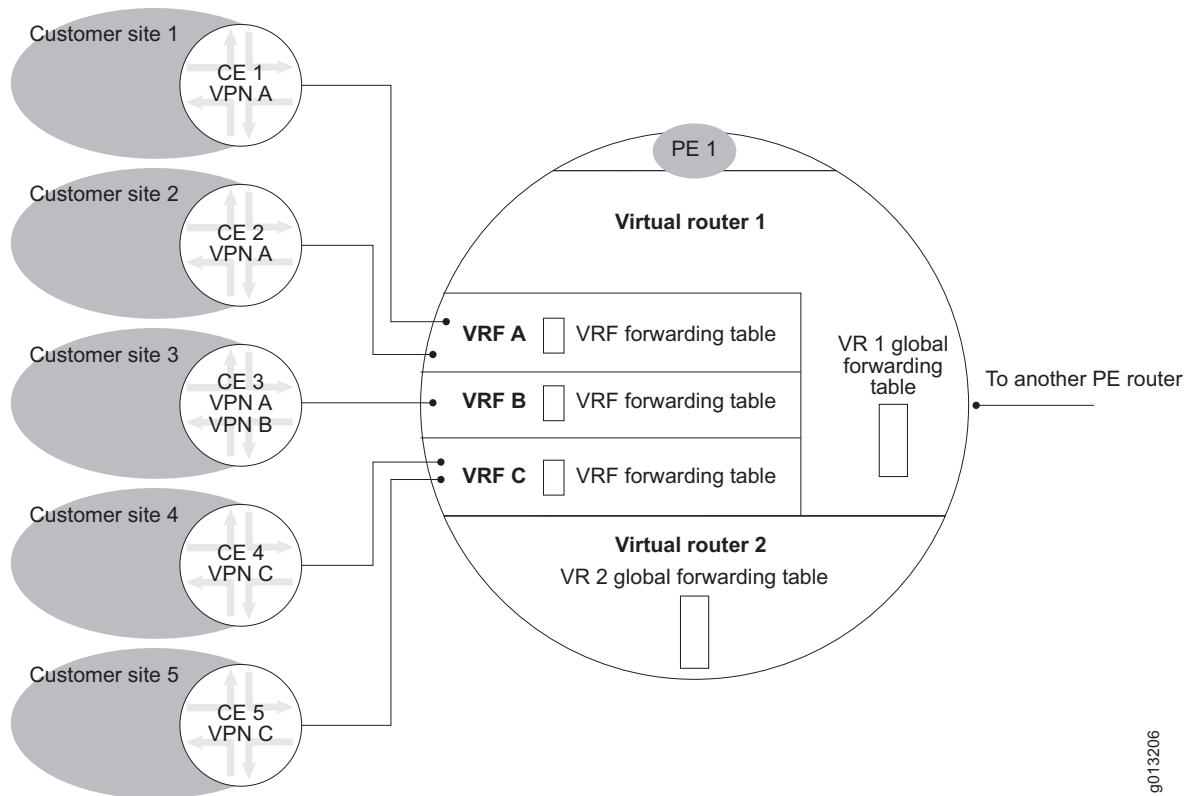 Customer site 1
CE 1
VPN A
Customer site 2
CE 2
VPN A
Customer site 3
CE 3
VPN A
VPN B
Customer site 4
CE 4
VPN C
Customer site 5
CE 5
VPN C
PE 1
Virtual router 1
VRF A VRF forwarding table
VRF B VRF forwarding table
VRF C VRF forwarding table
VR 1 global
forwarding
table
To another PE router
Virtual router 2
VR 2 global forwarding table
g013206